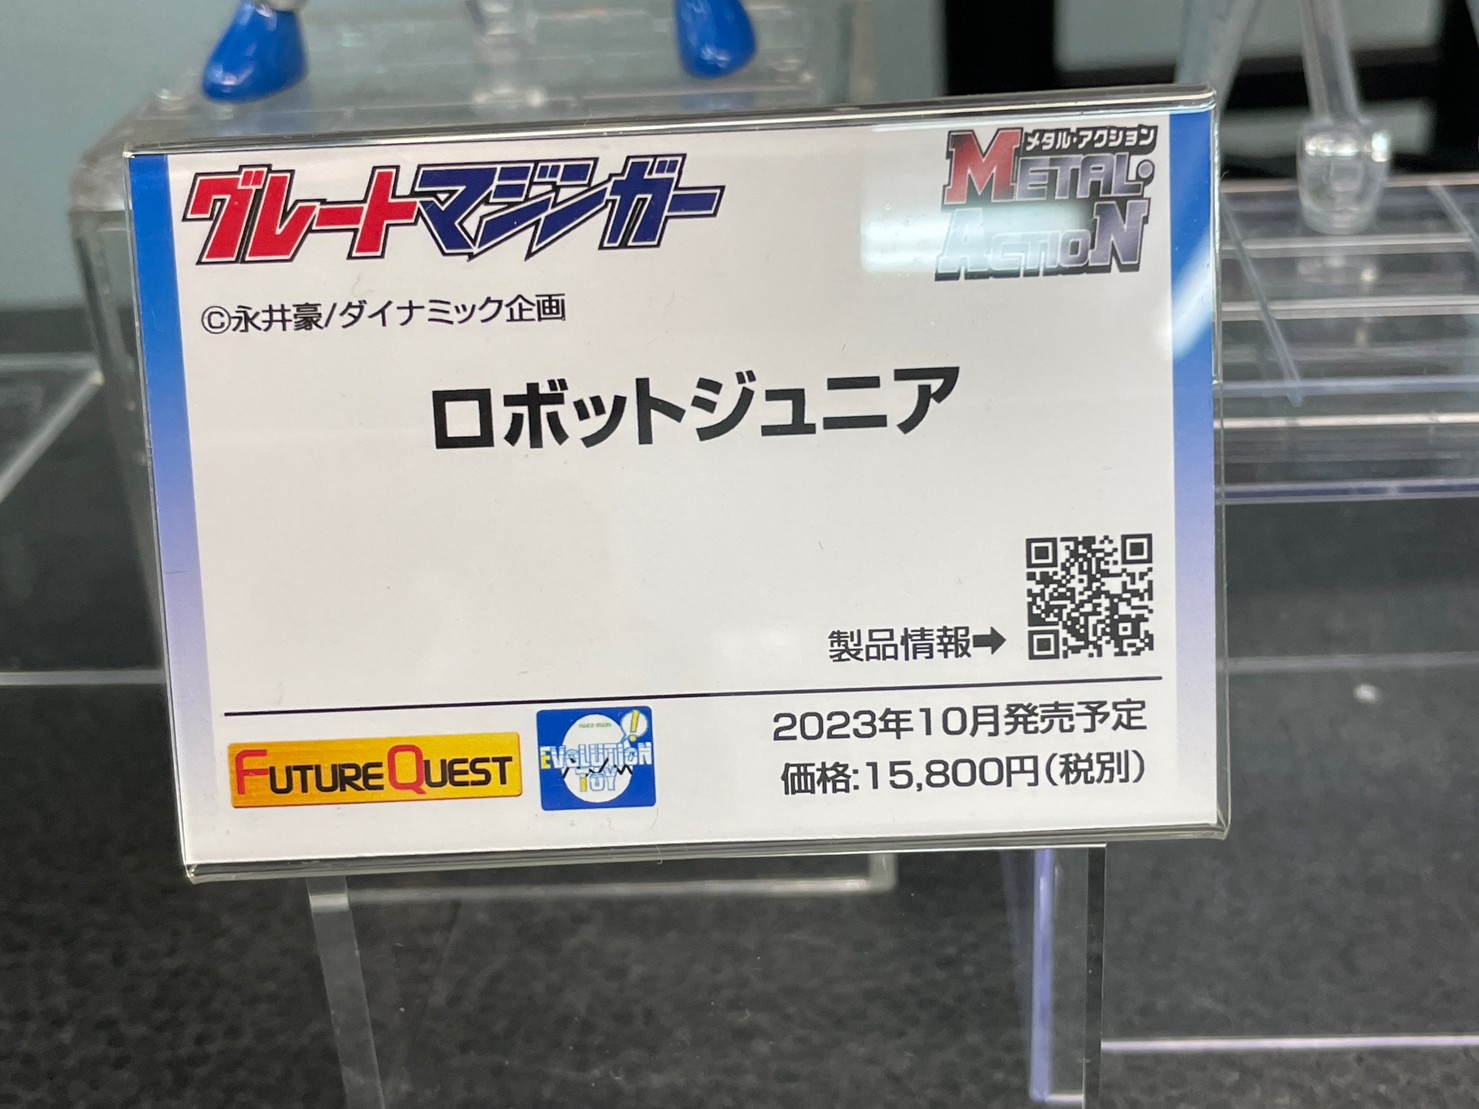 グレートマジンガー
メタル・アクション
METAL・
ACTION
©永井豪/ダイナミック企画
ロボットジュニア
製品情報➡
FUTURE QUEST
EVOLUTION
TOY
2023年10月発売予定
価格:15,800円(税別)